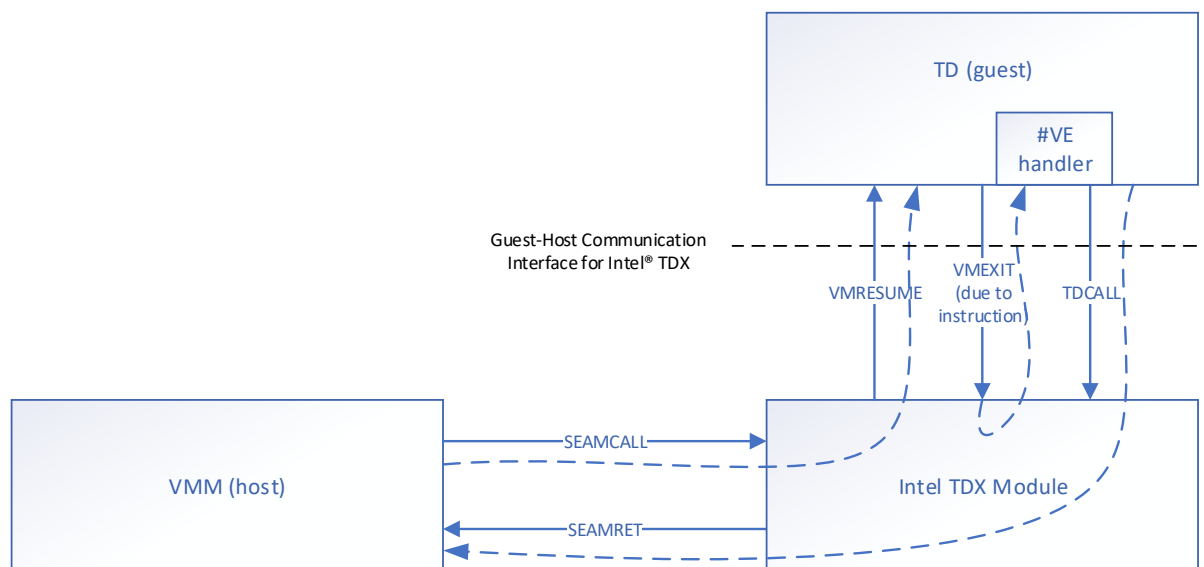 TD (guest)
#VE
handler
Guest-Host Communication
Interface for Intel® TDX
VMRESUME
VMEXIT
(due to
instruction)
TDCALL
SEAMCALL
VMM (host)
Intel TDX Module
SEAMRET